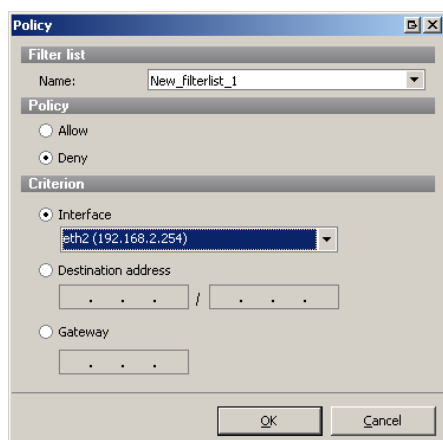 Policy
Filter list
Name: New_filterlist_1
Policy
Allow
Deny
Criterion
Interface
eth2 (192.168.2.254)
Destination address
. . . / . . .
Gateway
. . .
OK Cancel